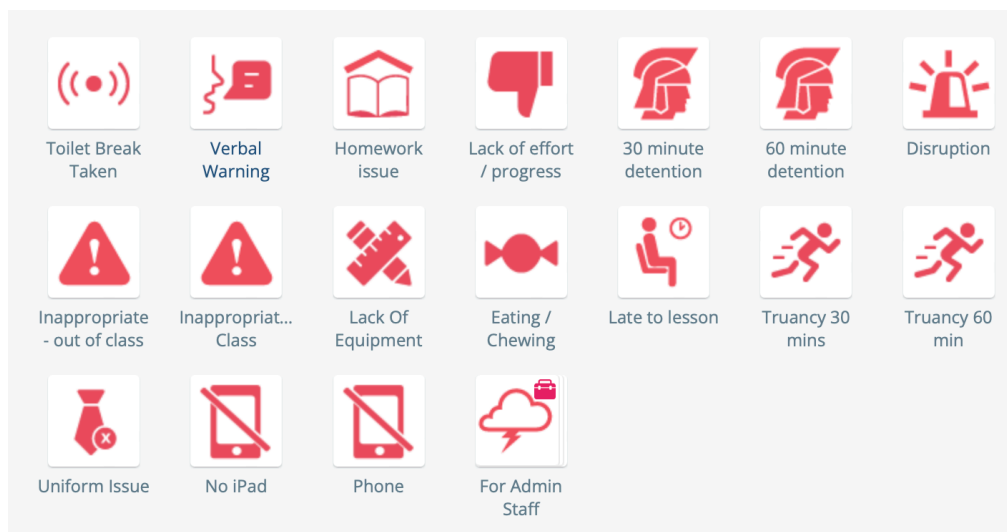 Toilet Break
Taken
Verbal
Warning
Homework
issue
Lack of effort
/ progress
30 minute
detention
60 minute
detention
Disruption
Inappropriate
- out of class
Inappropriat...
Class
Lack Of
Equipment
Eating /
Chewing
Late to lesson
Truancy 30
mins
Truancy 60
min
Uniform Issue
No iPad
Phone
For Admin
Staff